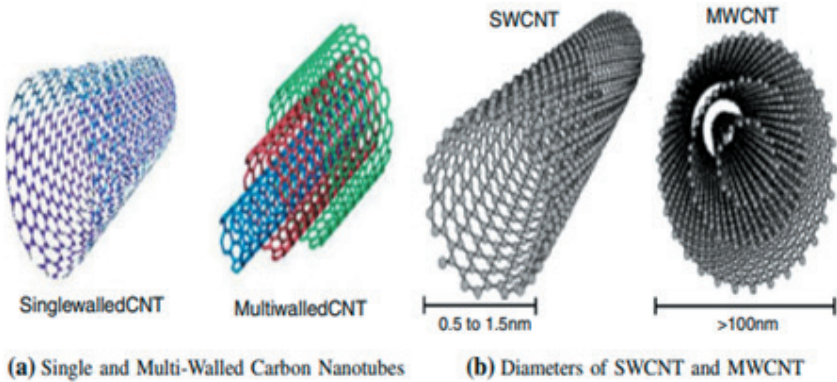 SWCNT
MWCNT
SinglewalledCNT
MultiwalledCNT
0.5 to 1.5nm
>100nm
(a) Single and Multi-Walled Carbon Nanotubes
(b) Diameters of SWCNT and MWCNT